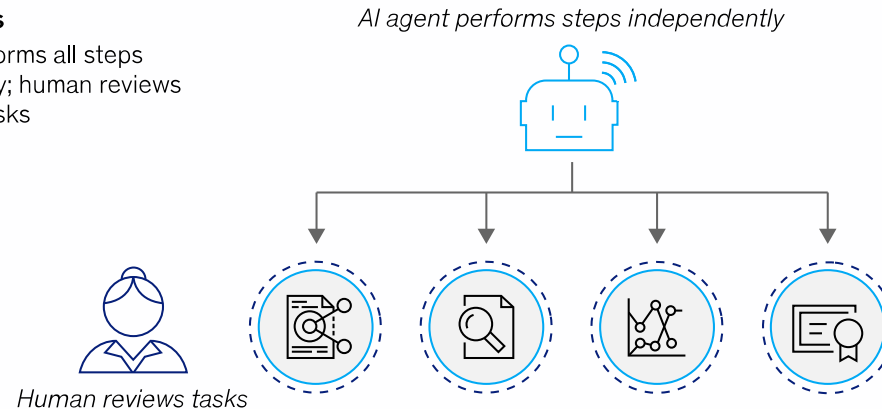 s
AI agent performs steps independently
orms all steps
y; human reviews
sks
Human reviews tasks